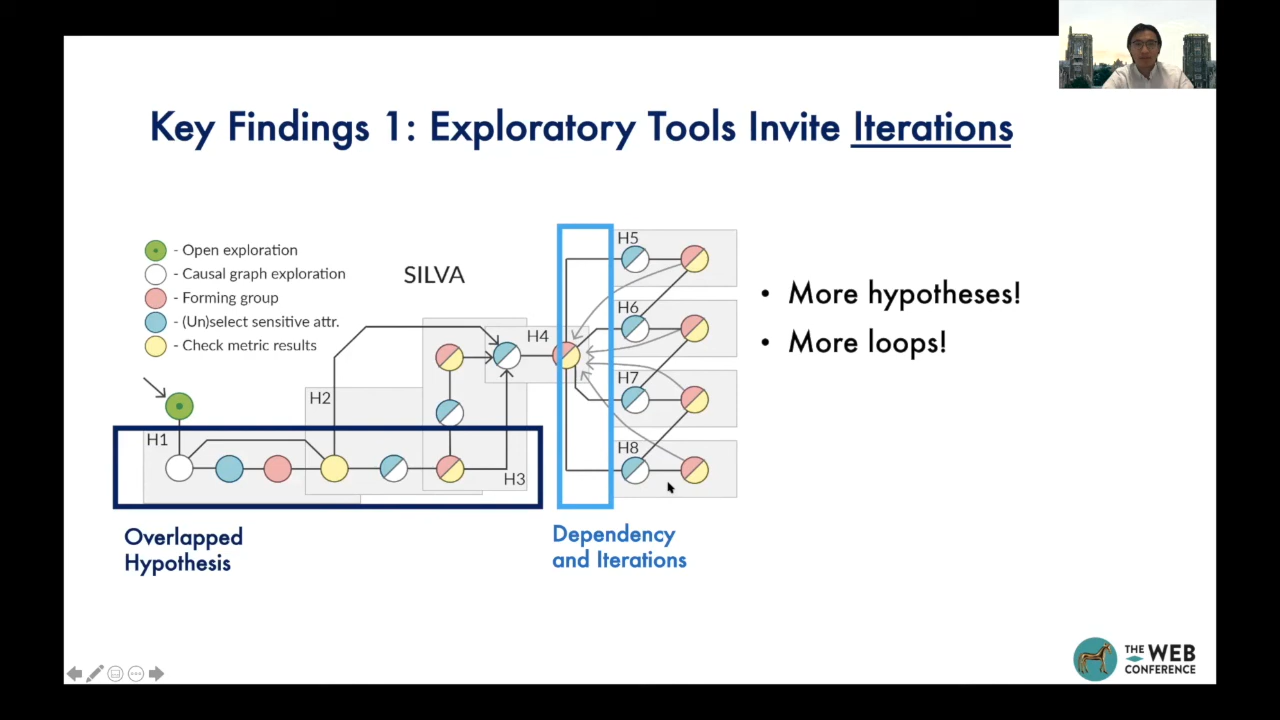 Key Findings 1: Exploratory Tools Invite Iterations
- Open exploration
- Causal graph exploration
- Forming group
- (Un)select sensitive attr.
- Check metric results
SILVA
H1
H2
H3
H4
H5
H6
H7
H8
• More hypotheses!
• More loops!
Overlapped
Hypothesis
Dependency
and Iterations
THE WEB
CONFERENCE